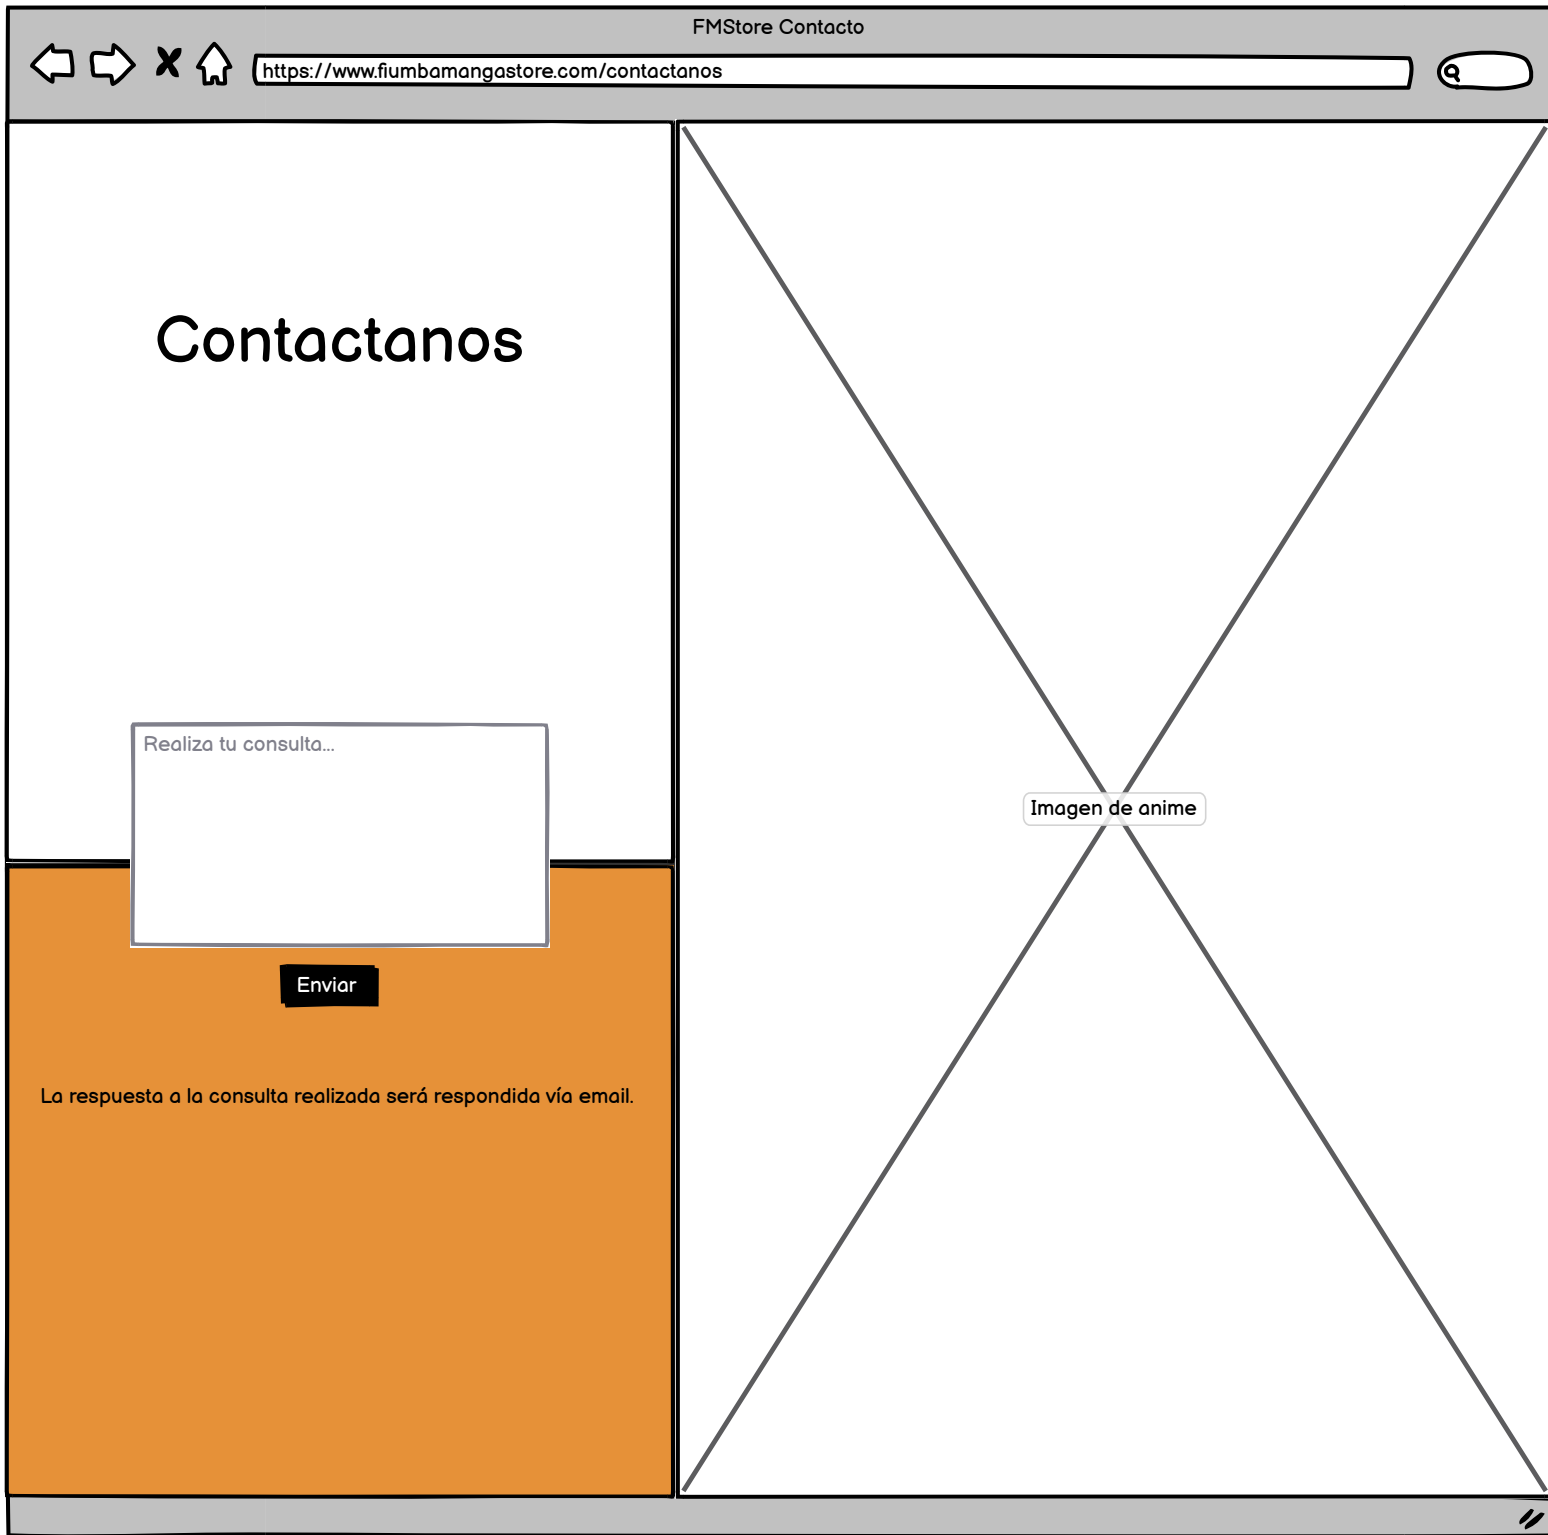 FMStore Contacto
https://www.fiumbamangastore.com/contactanos
Contactanos
Realiza tu consulta...
Imagen de anime
Enviar
La respuesta a la consulta realizada será respondida vía email.